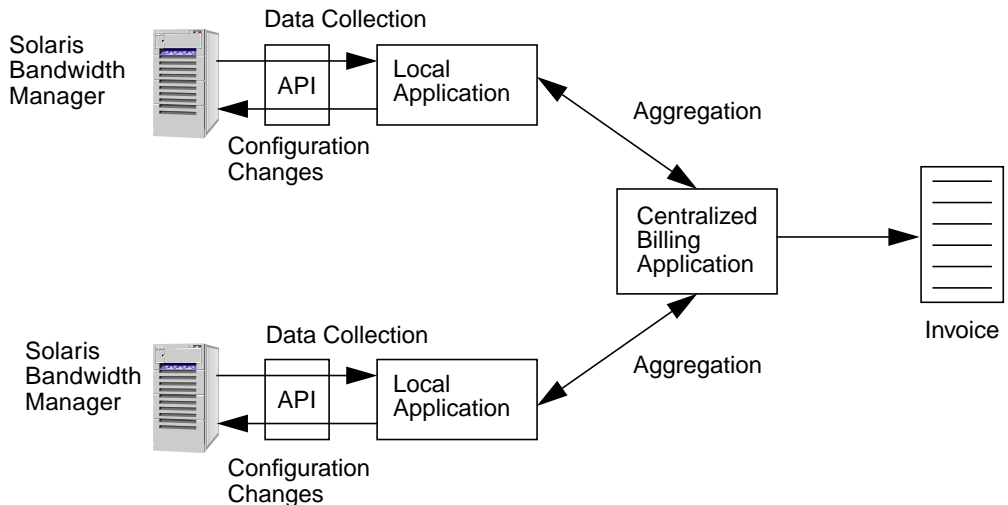 Data Collection
Solaris
Bandwidth
Manager
API
Local
Application
Configuration
Changes
Aggregation
Centralized
Billing
Application
Invoice
Data Collection
Solaris
Bandwidth
Manager
API
Local
Application
Aggregation
Configuration
Changes